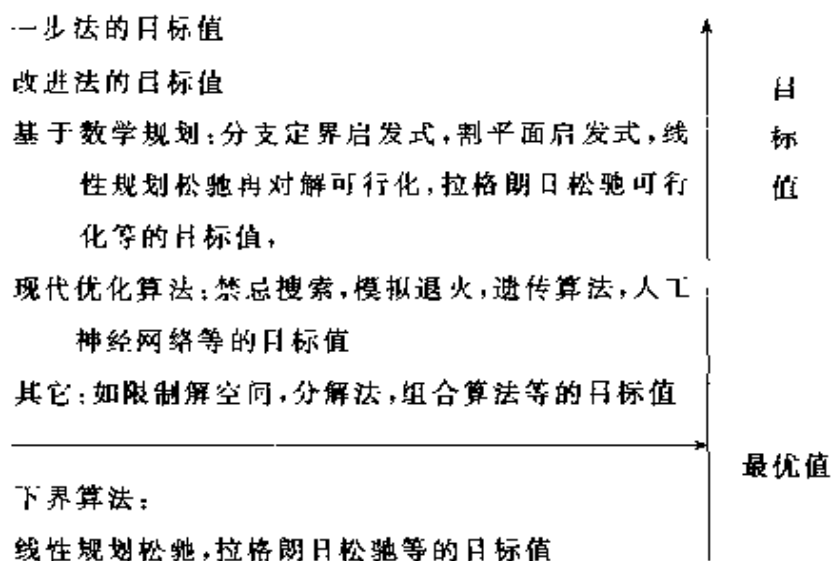 一步法的目标值
改进法的目标值
基于数学规划:分支定界启发式,割平面启发式,线
性规划松驰再对解可行化,拉格朗日松驰可行
化等的目标值,
现代优化算法:禁忌搜索,模拟退火,遗传算法,人工
神经网络等的目标值
其它:如限制解空间,分解法,组合算法等的目标值
下界算法:
线性规划松驰,拉格朗日松驰等的目标值
目
标
值
最优值